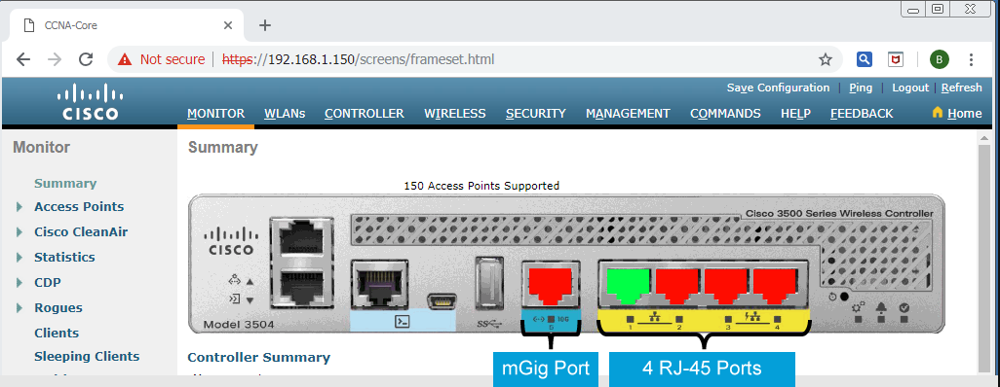 CCNA-Core
Not secure | https://192.168.1.150/screens/frameset.html
B
Save Configuration | Ping | Logout | Refresh
CISCO
MONITOR WLANs CONTROLLER WIRELESS SECURITY MANAGEMENT COMMANDS HELP FEEDBACK Home
Monitor
Summary
Access Points
Cisco CleanAir
Statistics
CDP
Rogues
Clients
Sleeping Clients
Summary
150 Access Points Supported
Cisco 3500 Series Wireless Controller
CISCO
Model 3504
SS
10G
5
1 2 3 4
Controller Summary
mGig Port
4 RJ-45 Ports